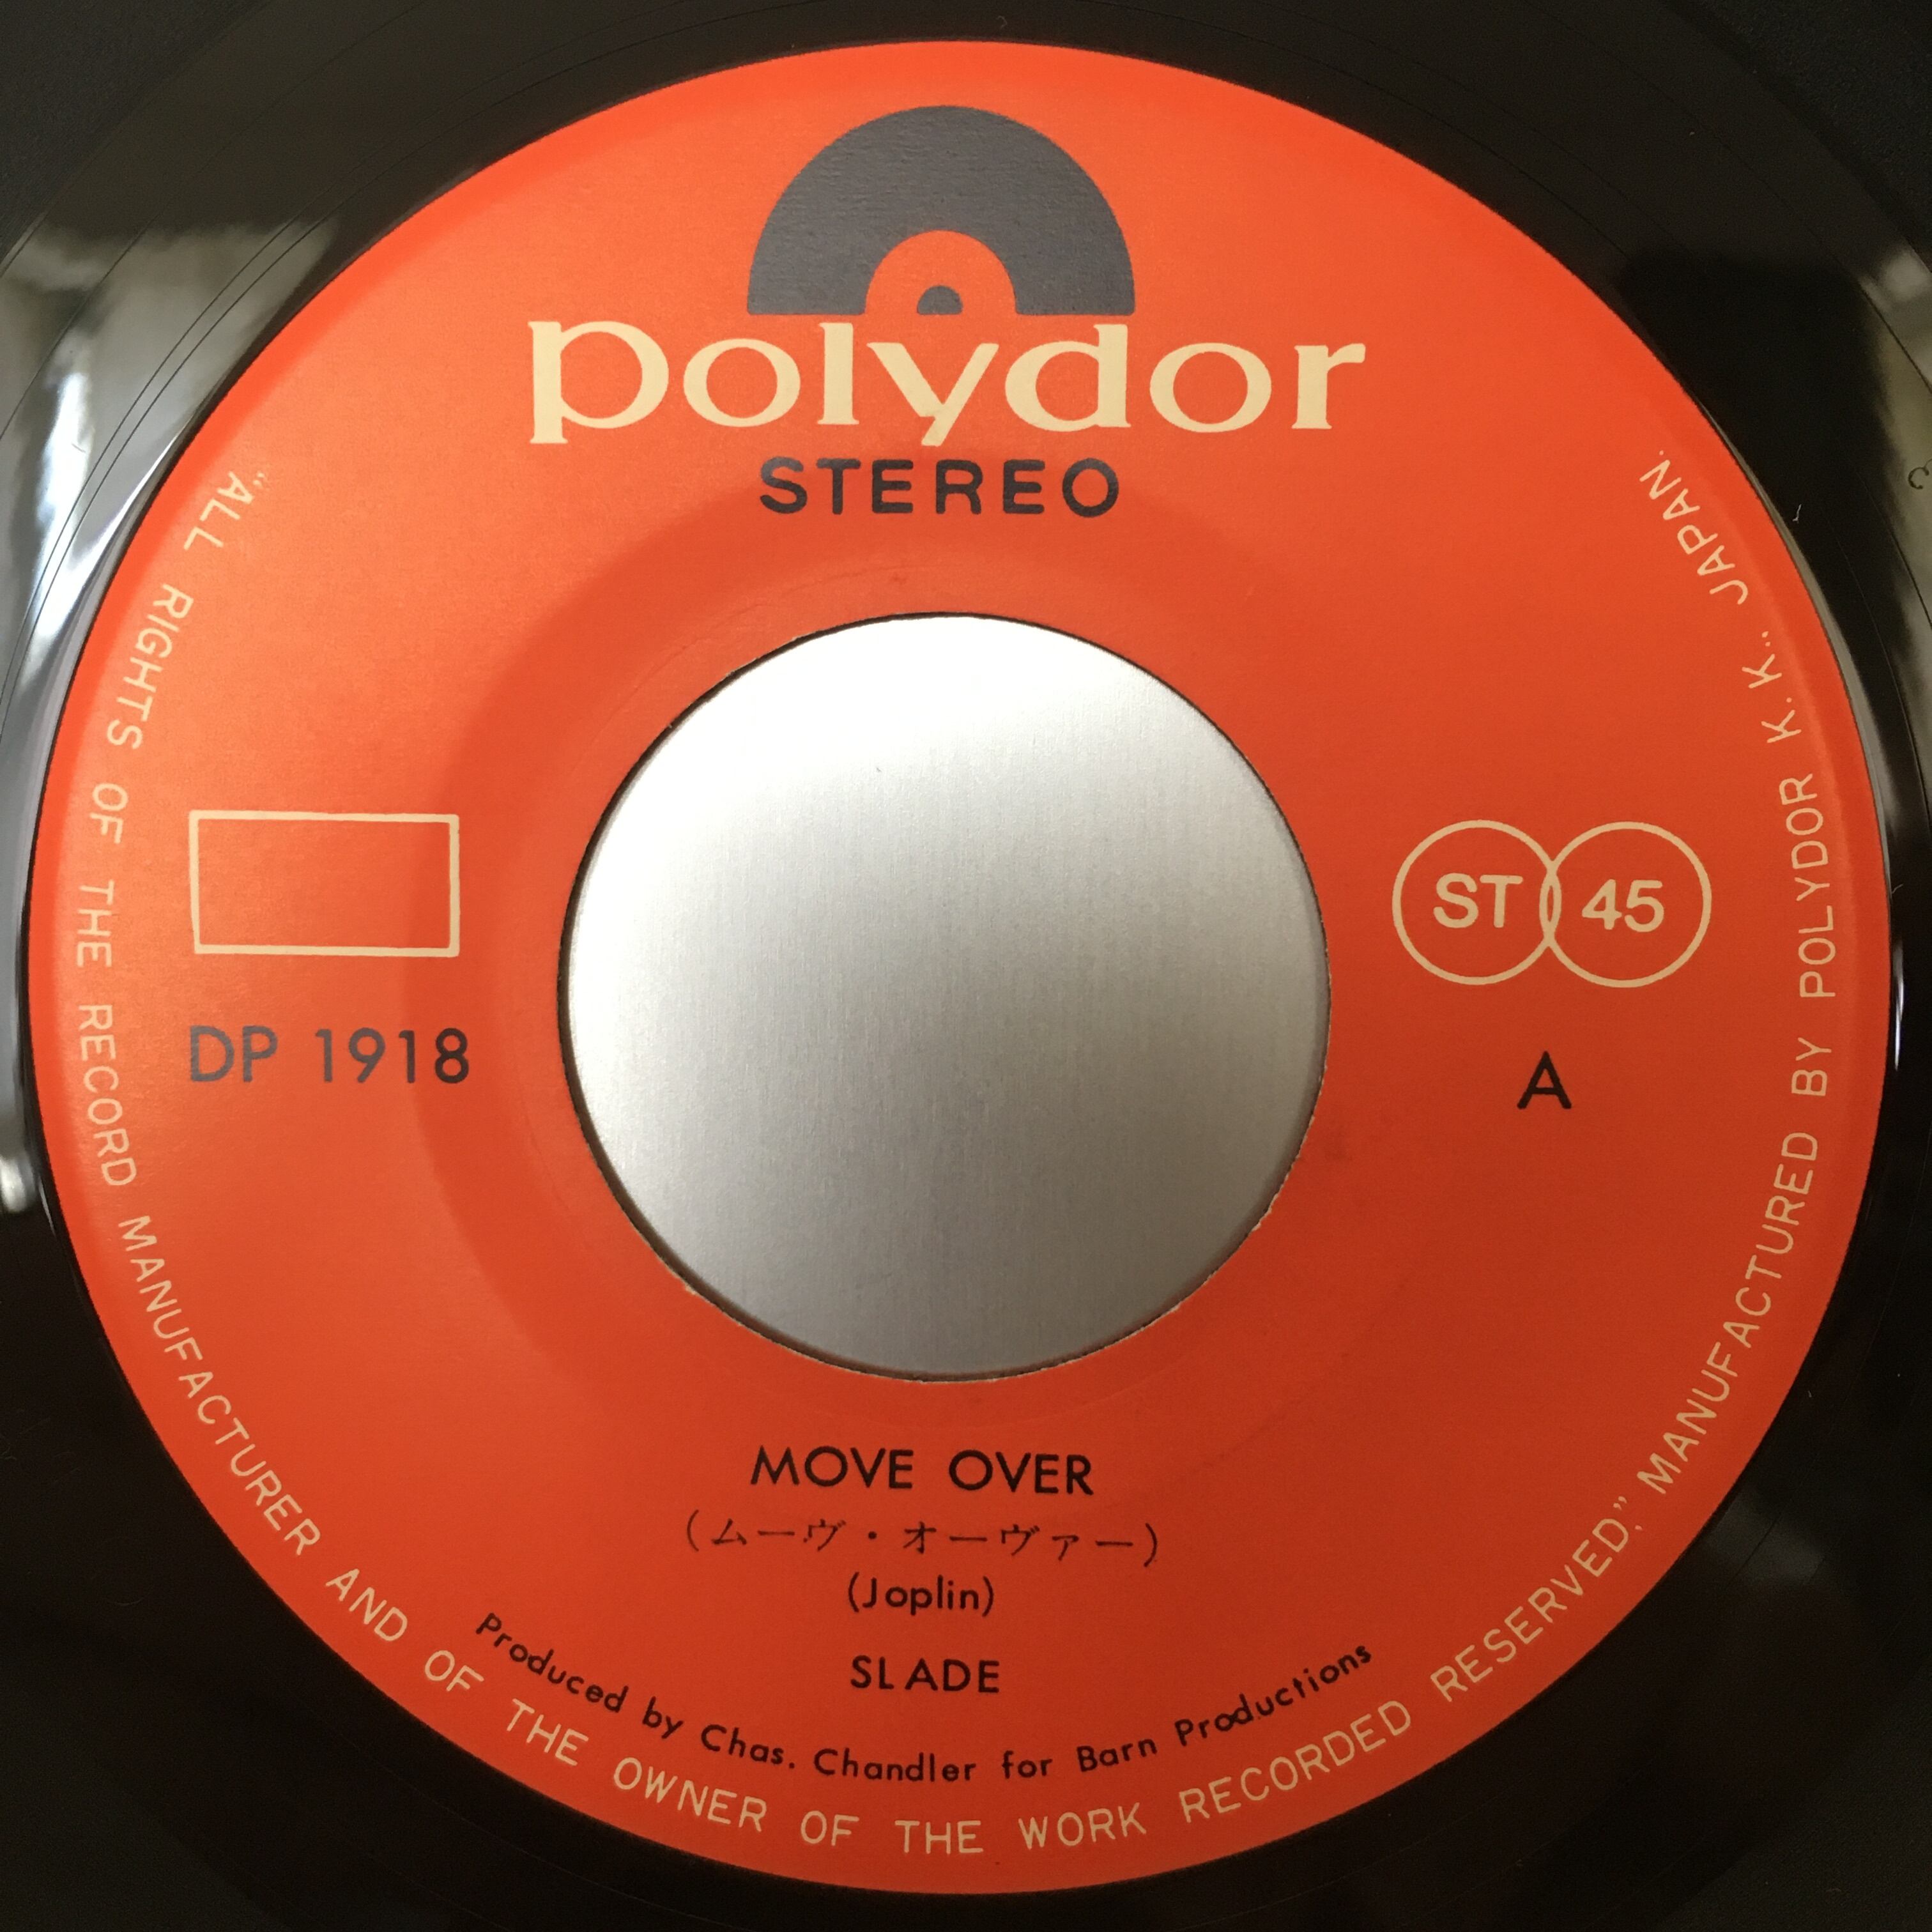 polydor
STEREO
ST 45
DP 1918
A
MOVE OVER
(ムーヴ・オーヴァー)
(Joplin)
SLADE
Produced by Chas. Chandler for Barn Productions
"ALL RIGHTS OF THE RECORD MANUFACTURER AND OF THE OWNER OF THE WORK RECORDED RESERVED." MANUFACTURED BY POLYDOR K.K., JAPAN.